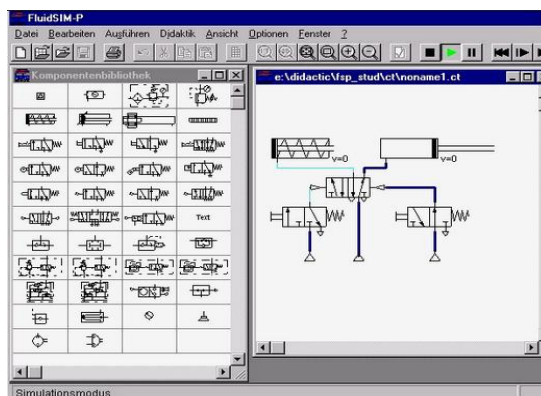 FluidSIM-P
Datei Bearbeiten Ausführen Didaktik Ansicht Optionen Fenster ?
Komponentenbibliothek
e:\didactic\fsp_stud\ct\noname1.ct
v=0 v=0
Text
Simulationsmodus